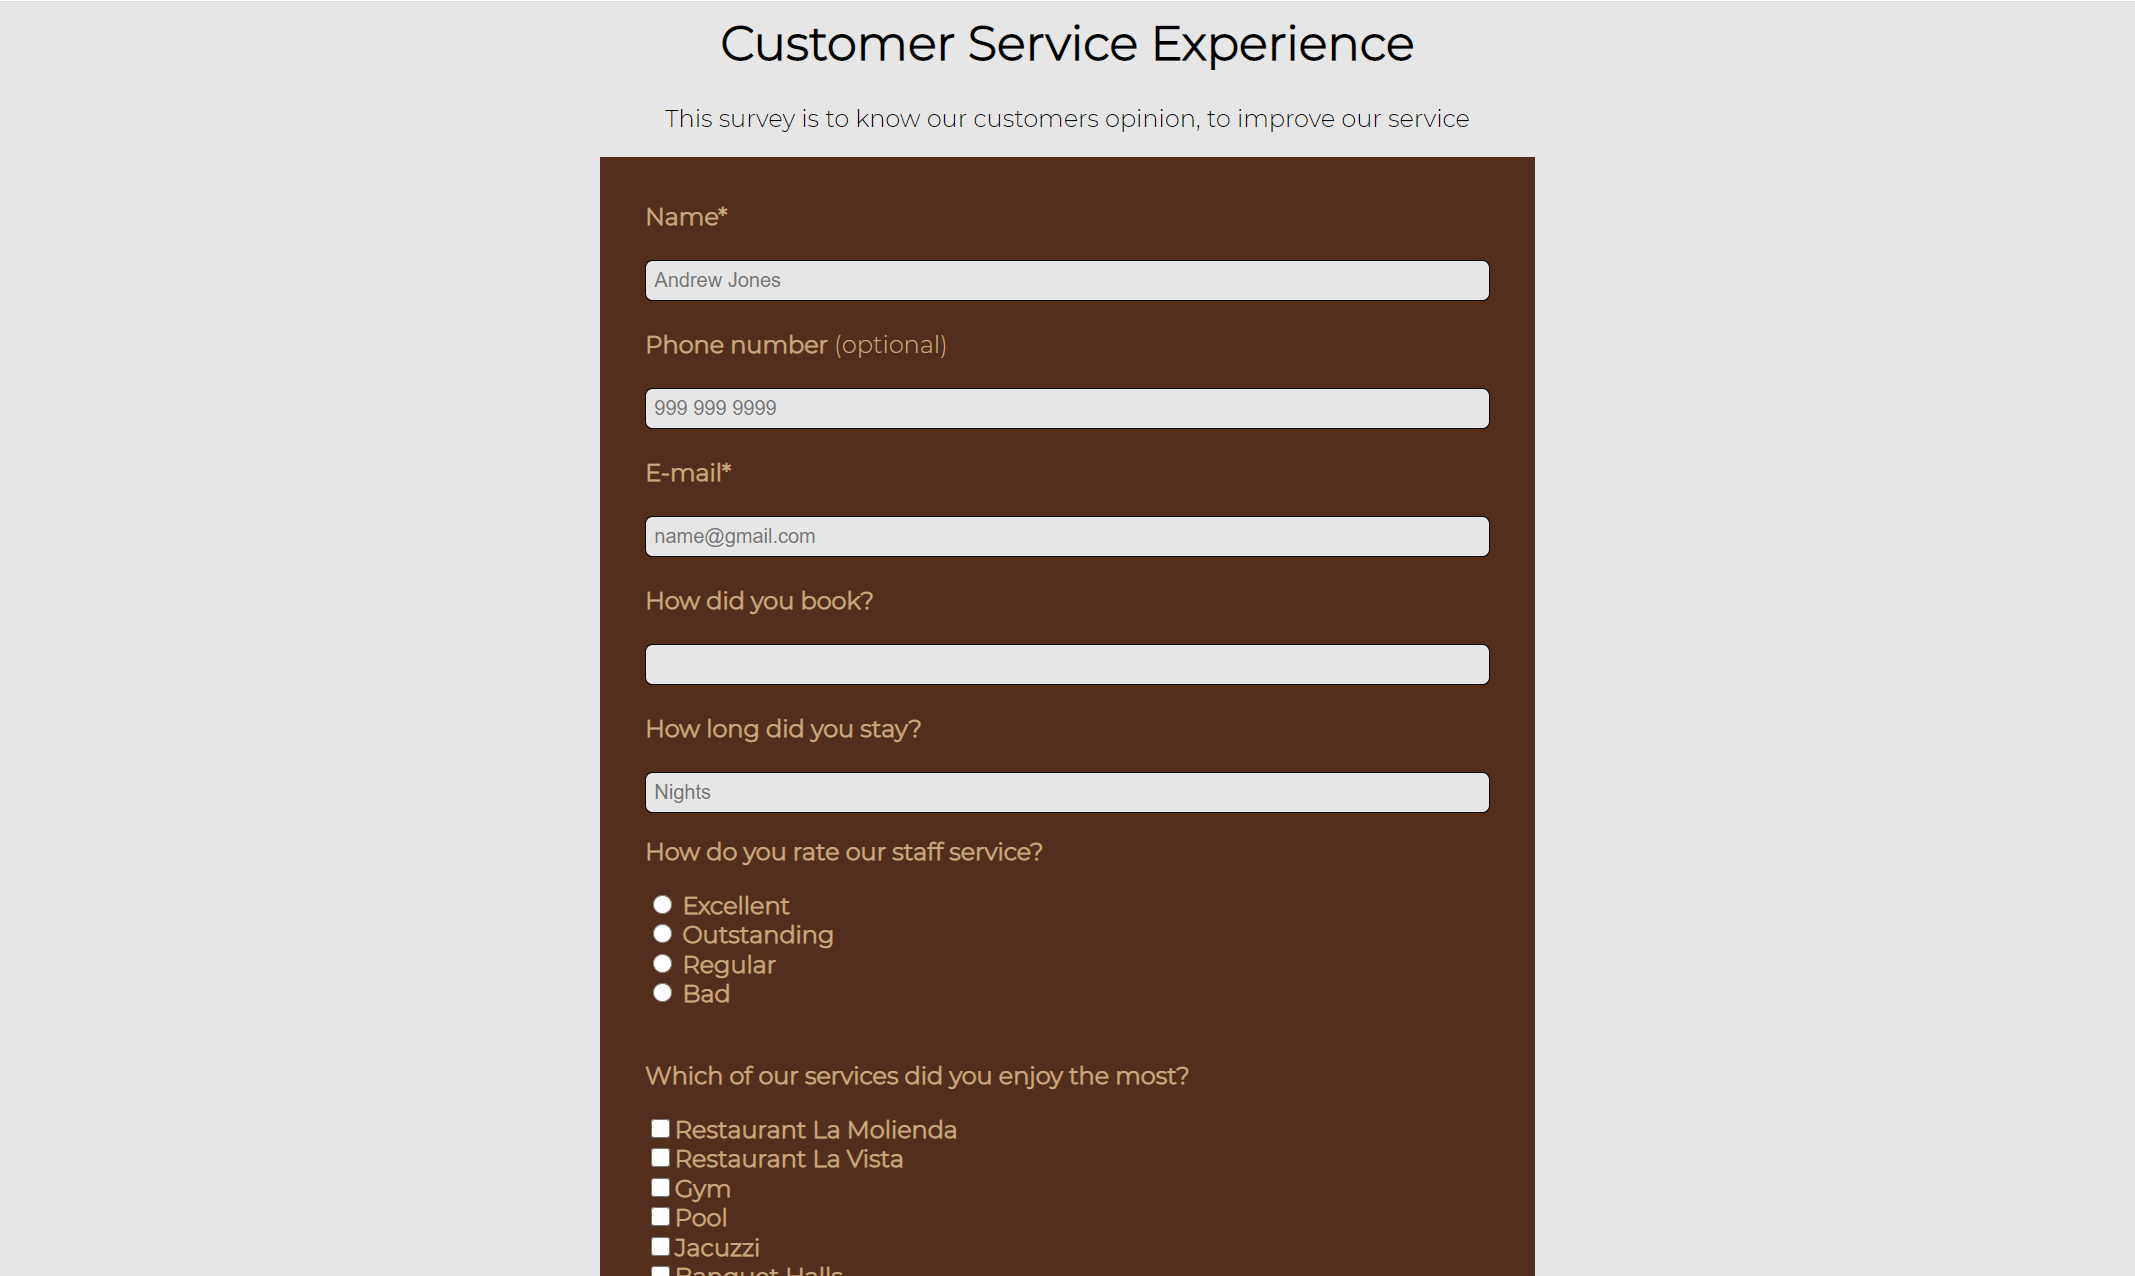 Customer Service Experience
This survey is to know our customers opinion, to improve our service
Name*
Andrew Jones
Phone number (optional)
999 999 9999
E-mail*
name@gmail.com
How did you book?
How long did you stay?
Nights
How do you rate our staff service?
Excellent
Outstanding
Regular
Bad
Which of our services did you enjoy the most?
Restaurant La Molienda
Restaurant La Vista
Gym
Pool
Jacuzzi
Banquet Halls